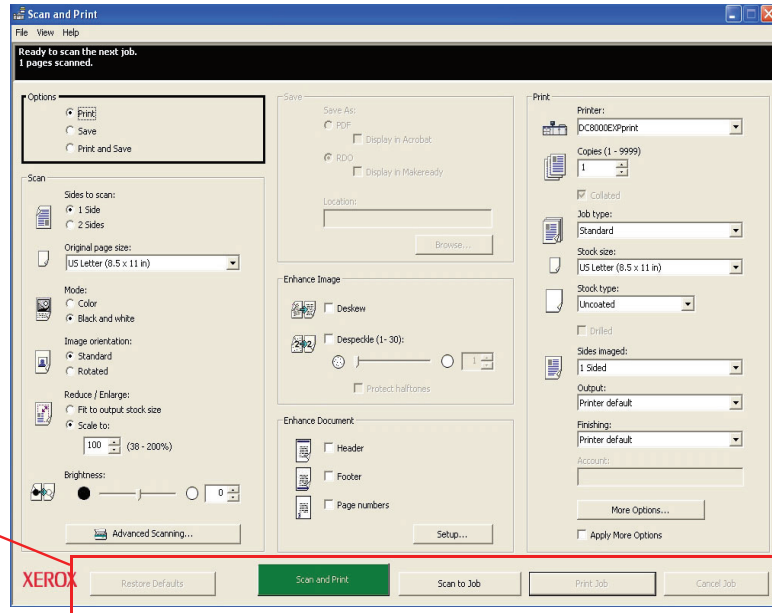 Scan and Print
File View Help
Ready to scan the next job.
1 pages scanned.
Options
Print
Save
Print and Save
Scan
Sides to scan:
1 Side
2 Sides
Original page size:
US Letter (8.5 x 11 in)
Mode:
Color
Black and white
Image orientation:
Standard
Rotated
Reduce / Enlarge:
Fit to output stock size
Scale to:
100 (38 - 200%)
Brightness:
0
Advanced Scanning...
Save
Save As:
PDF
Display in Acrobat
RDO
Display in Makeready
Location:
Browse...
Enhance Image
Deskew
Despeckle (1- 30):
1
Protect halftones
Enhance Document
Header
Footer
Page numbers
Setup...
Print
Printer:
DC8000EXPprint
Copies (1 - 9999)
1
Collated
Job type:
Standard
Stock size:
US Letter (8.5 x 11 in)
Stock type:
Uncoated
Drilled
Sides imaged:
1 Sided
Output:
Printer default
Finishing:
Printer default
Account:
More Options...
Apply More Options
XEROX
Restore Defaults
Scan and Print
Scan to Job
Print Job
Cancel Job